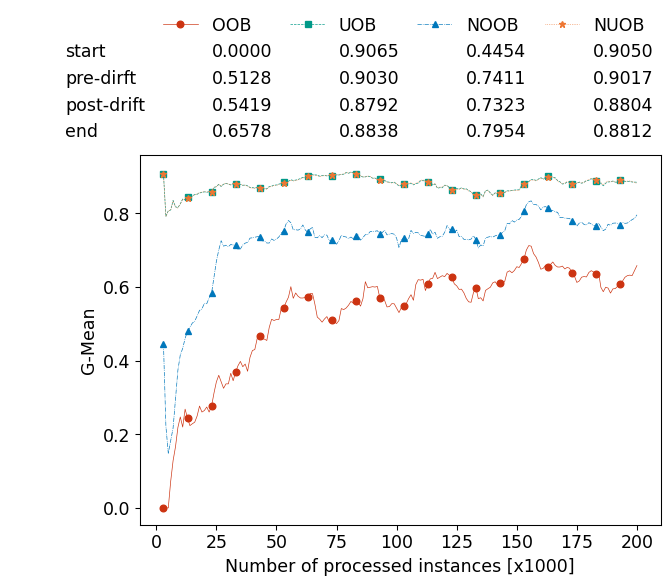 OOB UOB NOOB NUOB
start 0.0000 0.9065 0.4454 0.9050
pre-dirft 0.5128 0.9030 0.7411 0.9017
post-drift 0.5419 0.8792 0.7323 0.8804
end 0.6578 0.8838 0.7954 0.8812
G-Mean
0.8
0.6
0.4
0.2
0.0
0 25 50 75 100 125 150 175 200
Number of processed instances [x1000]